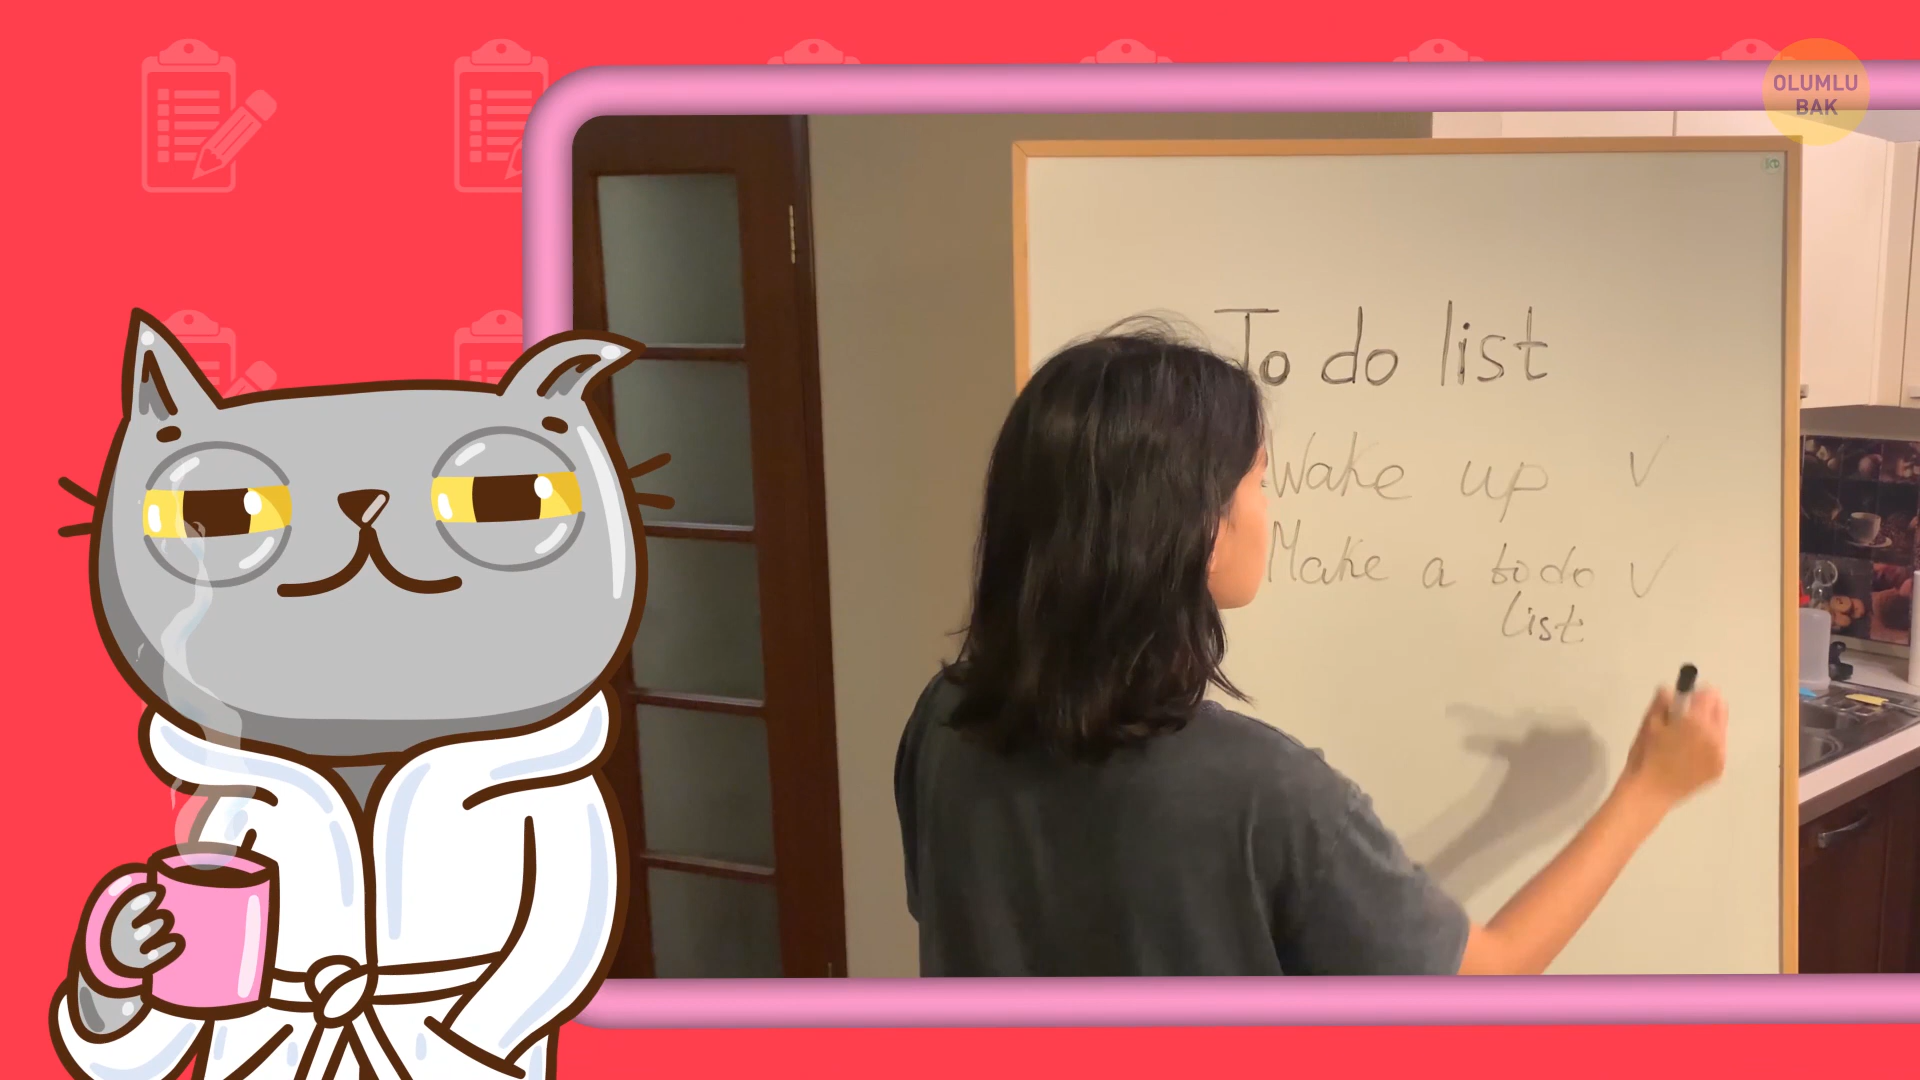 OLUMLU
BAK
To do list
Wake up ✓
Make a to do ✓
list